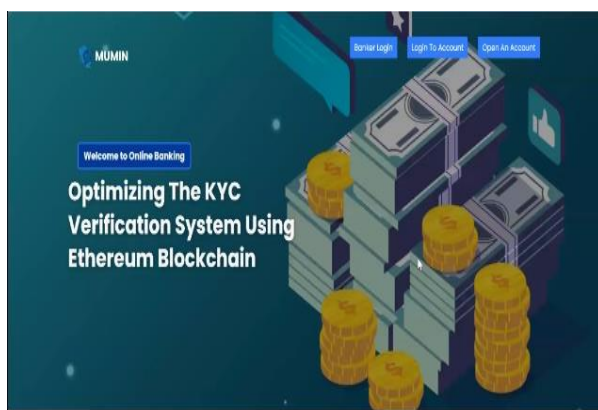 MUMIN
Banker Login
Login To Account
Open An Account
Welcome to Online Banking
Optimizing The KYC
Verification System Using
Ethereum Blockchain